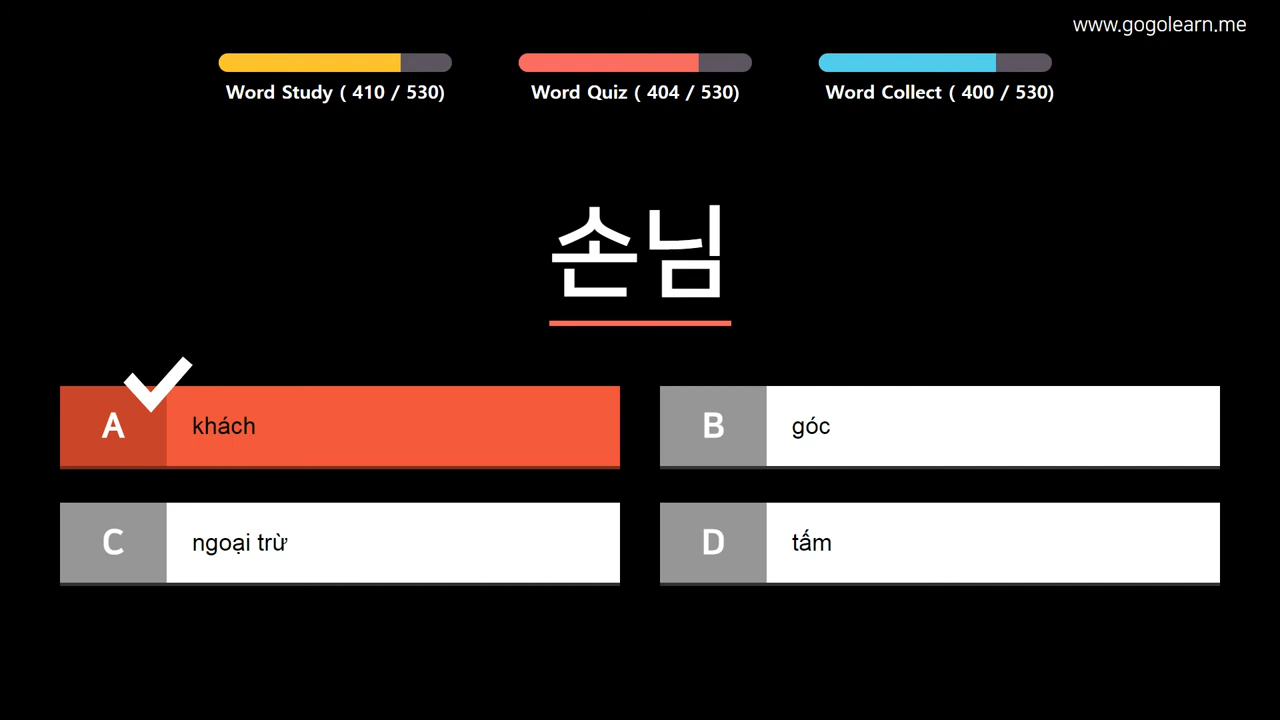 www.gogolearn.me
Word Study ( 410 / 530)
Word Quiz ( 404 / 530)
Word Collect ( 400 / 530)
손님
A khách
B góc
C ngoại trừ
D tấm